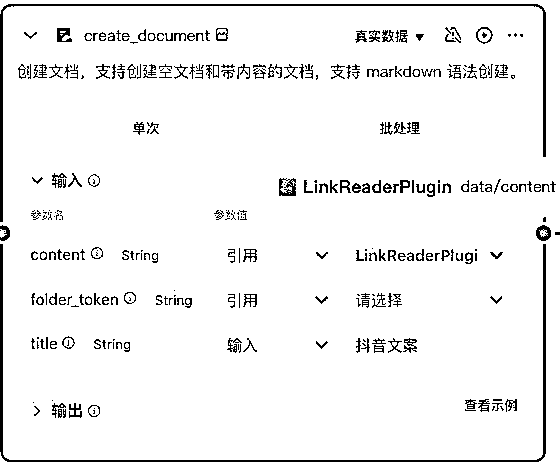 create_document 真实数据
创建文档，支持创建空文档和带内容的文档，支持 markdown 语法创建。
单次 批处理
输入
LinkReaderPlugin data/content
参数名 参数值
content String 引用 LinkReaderPlugi
folder_token String 引用 请选择
title String 输入 抖音文案
输出 查看示例